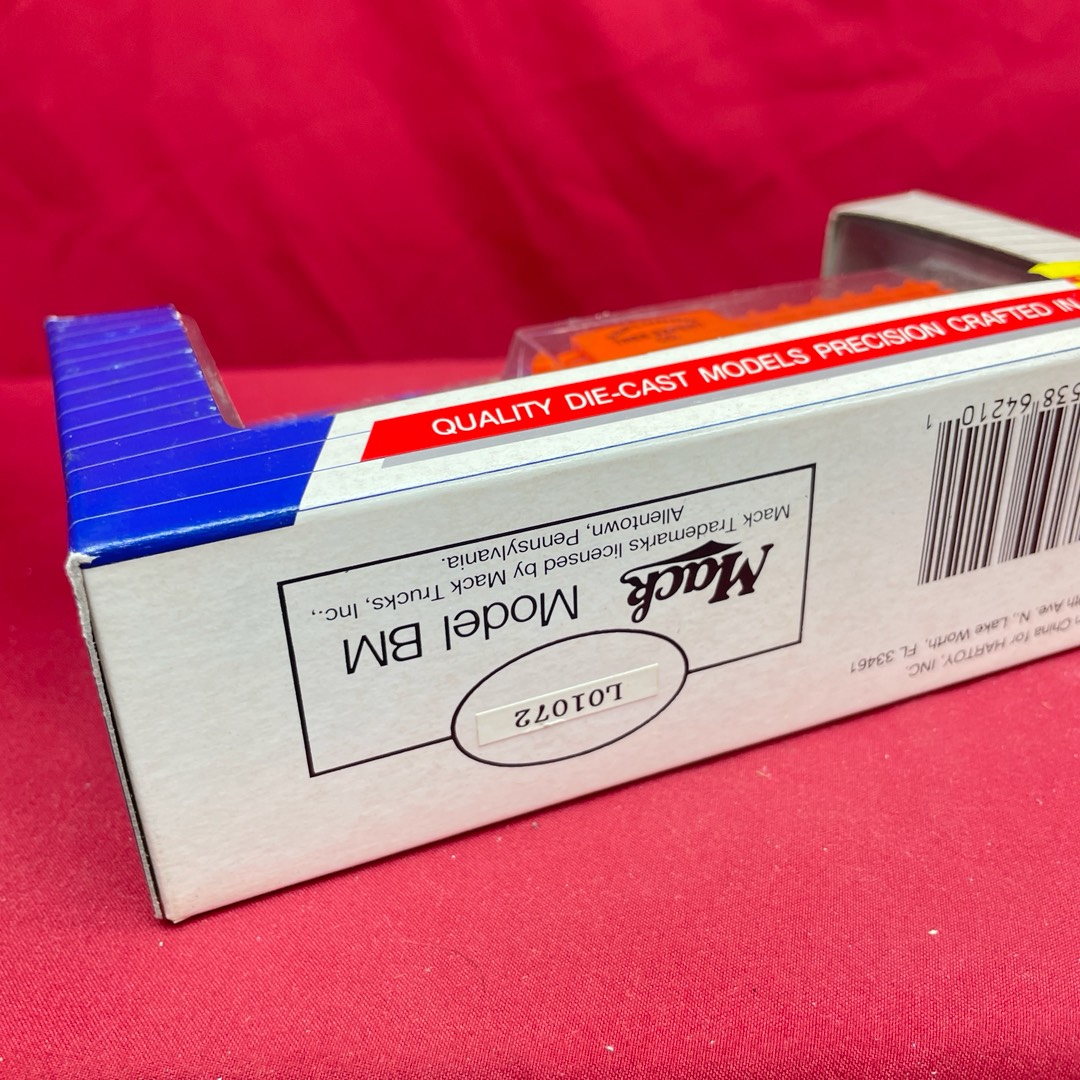 QUALITY DIE-CAST MODELS PRECISION CRAFTED IN
L01072
Mack Model BM
Mack Trademarks licensed by Mack Trucks, Inc.,
Allentown, Pennsylvania.
China for HARTOY, INC.
Ave. N., Lake Worth, FL 33461
538 64210 1